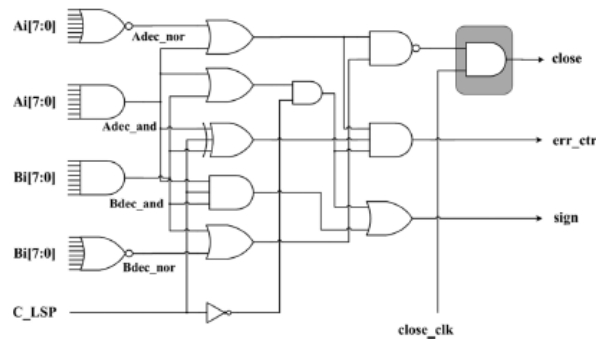 Ai[7:0]
Adec_nor
close
Ai[7:0]
Adec_and
err_ctr
Bi[7:0]
Bdec_and
sign
Bi[7:0]
Bdec_nor
C_LSP
close_clk